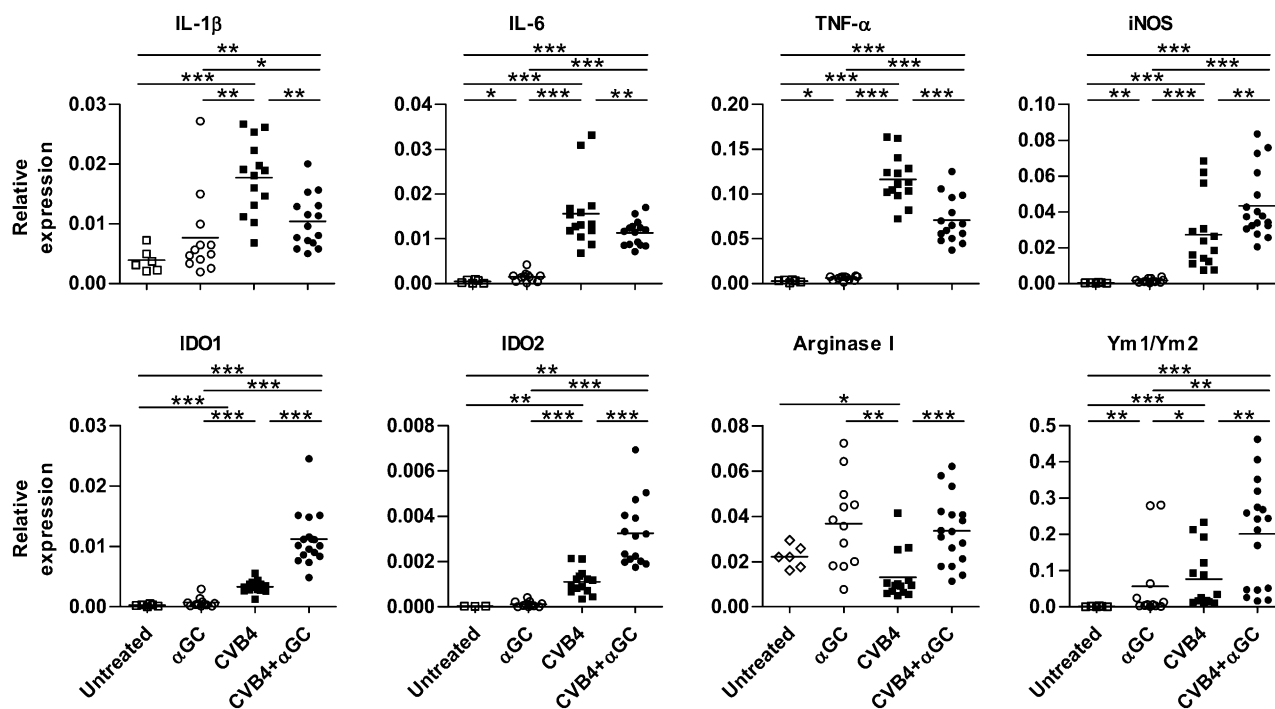 IL-1β
** 
*
***
** **
0.03
0.02
0.01
0.00
Relative
expression
IL-6
***
***
***
* *** **
0.04
0.03
0.02
0.01
0.00
TNF-α
***
***
***
* *** ***
0.20
0.15
0.10
0.05
0.00
iNOS
***
***
***
** *** **
0.10
0.08
0.06
0.04
0.02
0.00
IDO1
***
***
***
*** ***
0.03
0.02
0.01
0.00
Relative
expression
Untreated
αGC
CVB4
CVB4+αGC
IDO2
**
***
**
*** ***
0.008
0.006
0.004
0.002
0.000
Untreated
αGC
CVB4
CVB4+αGC
Arginase I
*
** ***
0.08
0.06
0.04
0.02
0.00
Untreated
αGC
CVB4
CVB4+αGC
Ym1/Ym2
***
**
***
** * **
0.5
0.4
0.3
0.2
0.1
0.0
Untreated
αGC
CVB4
CVB4+αGC